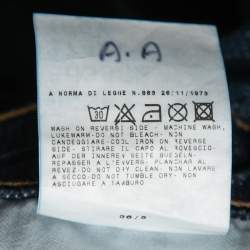 A.A
A NORMA DI LEGGE N.883 26/11/1973
30
WASH ON REVERSE SIDE - MACHINE WASH,
LUKEWARM-DO NOT BLEACH- NON
CANDEGGIARE-COOL IRON ON REVERSE
SIDE- STIRARE IL CAPO AL ROVESCIO-
AUF DER INNEREN SEITE BUEGELN-
REPASSER A L'ENVERS- PLANCHAR AL
REVEZ-DO NOT DRY CLEAN- NON LAVARE
A SECCO-DO NOT TUMBLE DRY- NON
ASCIUGARE A TAMBURO